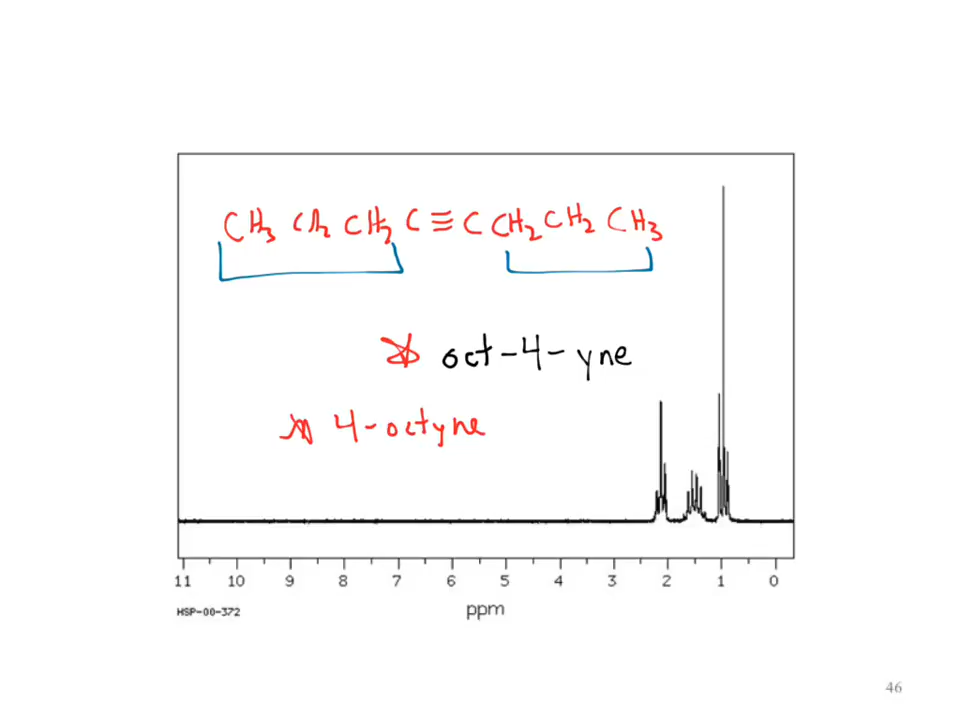 CH3 CH2 CH2 C ≡ C CH2 CH2 CH3
oct-4-yne
4-octyne
11 10 9 8 7 6 5 4 3 2 1 0
HSP-00-372
ppm
46